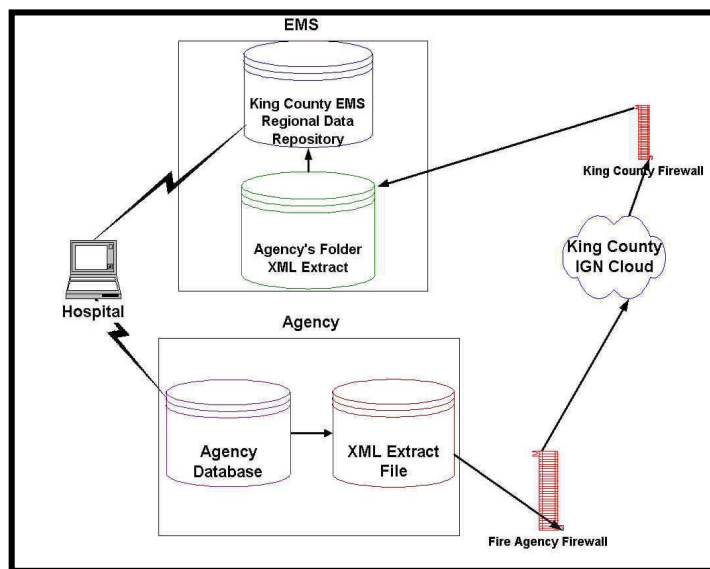 EMS
King County EMS
Regional Data
Repository
King County Firewall
Agency's Folder
XML Extract
King County
IGN Cloud
Hospital
Agency
Agency
Database
XML Extract
File
Fire Agency Firewall